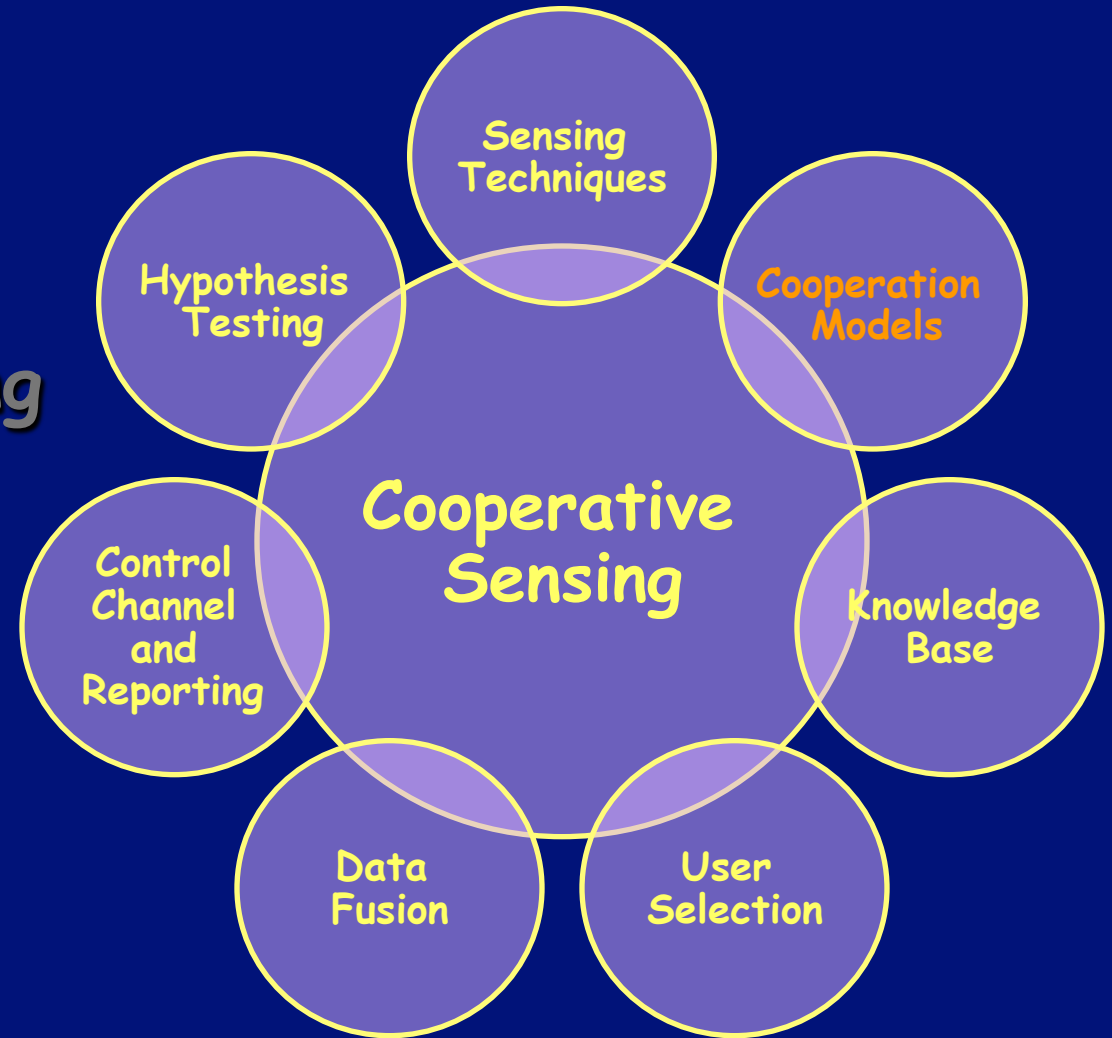 Sensing
Techniques
Hypothesis
Testing
Cooperation
Models
Cooperative
Sensing
Control
Channel
and
Reporting
Knowledge
Base
Data
Fusion
User
Selection